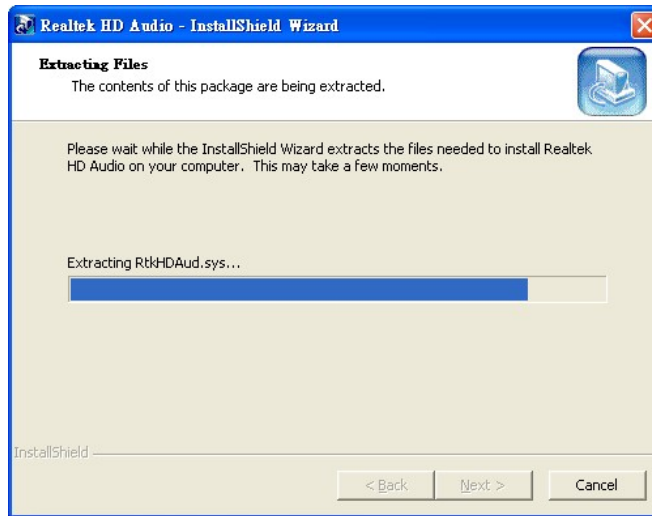 Realtek HD Audio - InstallShield Wizard
Extracting Files
The contents of this package are being extracted.
Please wait while the InstallShield Wizard extracts the files needed to install Realtek
HD Audio on your computer. This may take a few moments.
Extracting RtkHDAud.sys...
InstallShield
< Back
Next >
Cancel